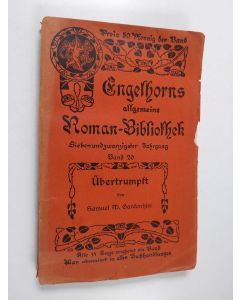 Preis 50 Pfennig der Band
Engelhorns
allgemeine
Roman-Bibliothek
Siebenundzwanzigster Jahrgang
Band 20
Übertrumpft
von
Samuel M. Gardenhire
Alle 14 Tage erscheint ein Band
Man abonniert in allen Buchhandlungen